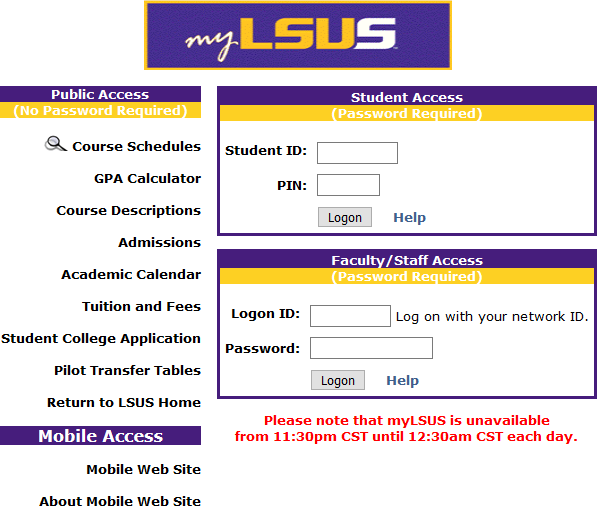 myLSUS
Public Access
(No Password Required)
Course Schedules
GPA Calculator
Course Descriptions
Admissions
Academic Calendar
Tuition and Fees
Student College Application
Pilot Transfer Tables
Return to LSUS Home
Mobile Access
Mobile Web Site
About Mobile Web Site
Student Access
(Password Required)
Student ID:
PIN:
Logon Help
Faculty/Staff Access
(Password Required)
Logon ID: Log on with your network ID.
Password:
Logon Help
Please note that myLSUS is unavailable
from 11:30pm CST until 12:30am CST each day.